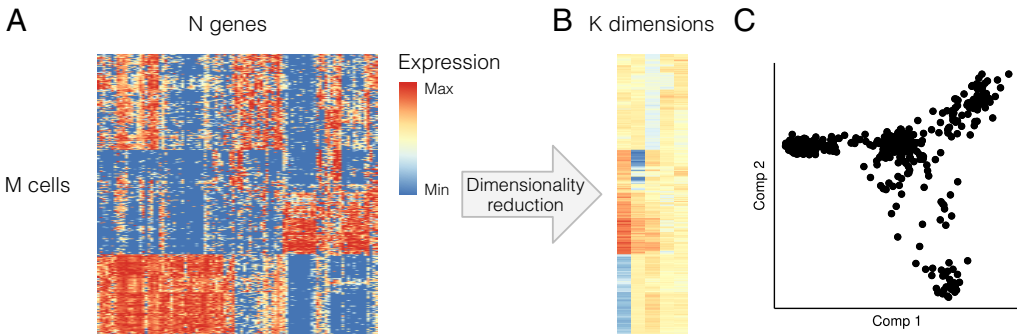 A
N genes
M cells
Expression
Max
Min
Dimensionality
reduction
B
K dimensions
C
Comp 2
Comp 1